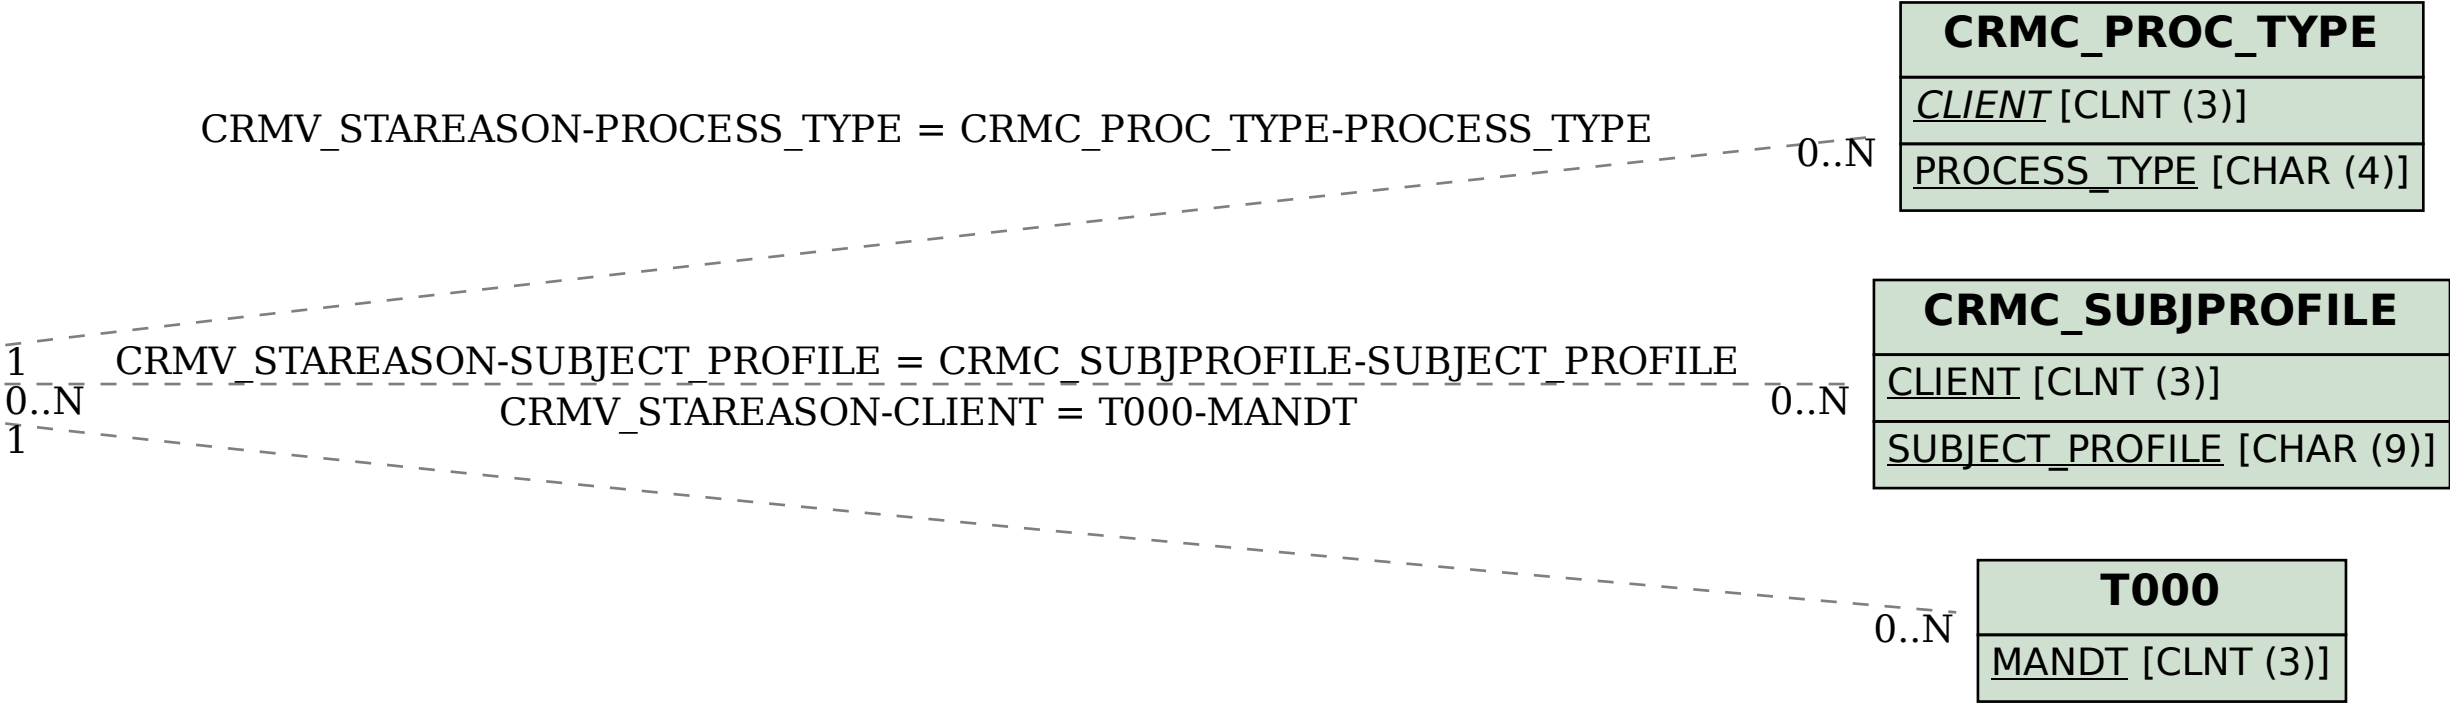 CRMC_PROC_TYPE
CLIENT [CLNT (3)]
PROCESS_TYPE [CHAR (4)]
CRMV_STAREASON-PROCESS_TYPE = CRMC_PROC_TYPE-PROCESS_TYPE
0..N
CRMC_SUBJPROFILE
CLIENT [CLNT (3)]
SUBJECT_PROFILE [CHAR (9)]
1
CRMV_STAREASON-SUBJECT_PROFILE = CRMC_SUBJPROFILE-SUBJECT_PROFILE
0..N
0..N
CRMV_STAREASON-CLIENT = T000-MANDT
1
0..N
T000
MANDT [CLNT (3)]